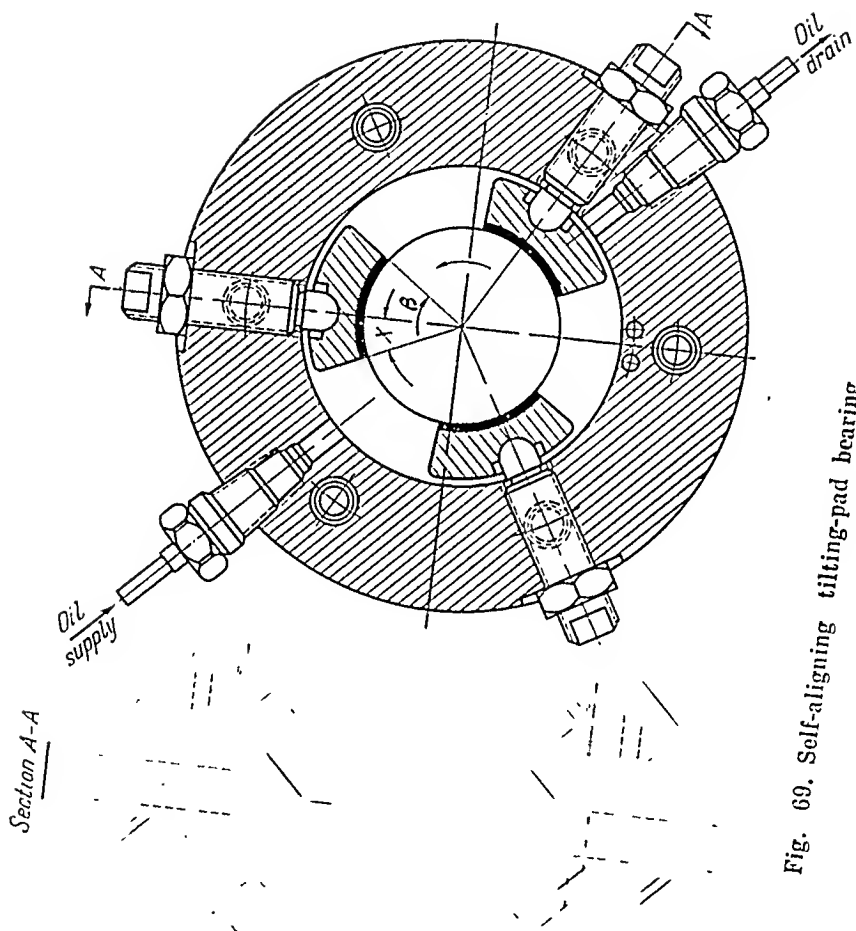 Section A-A
Oil
supply
A
X
β
A
Oil
drain
Fig. 69. Self-aligning tilting-pad bearing